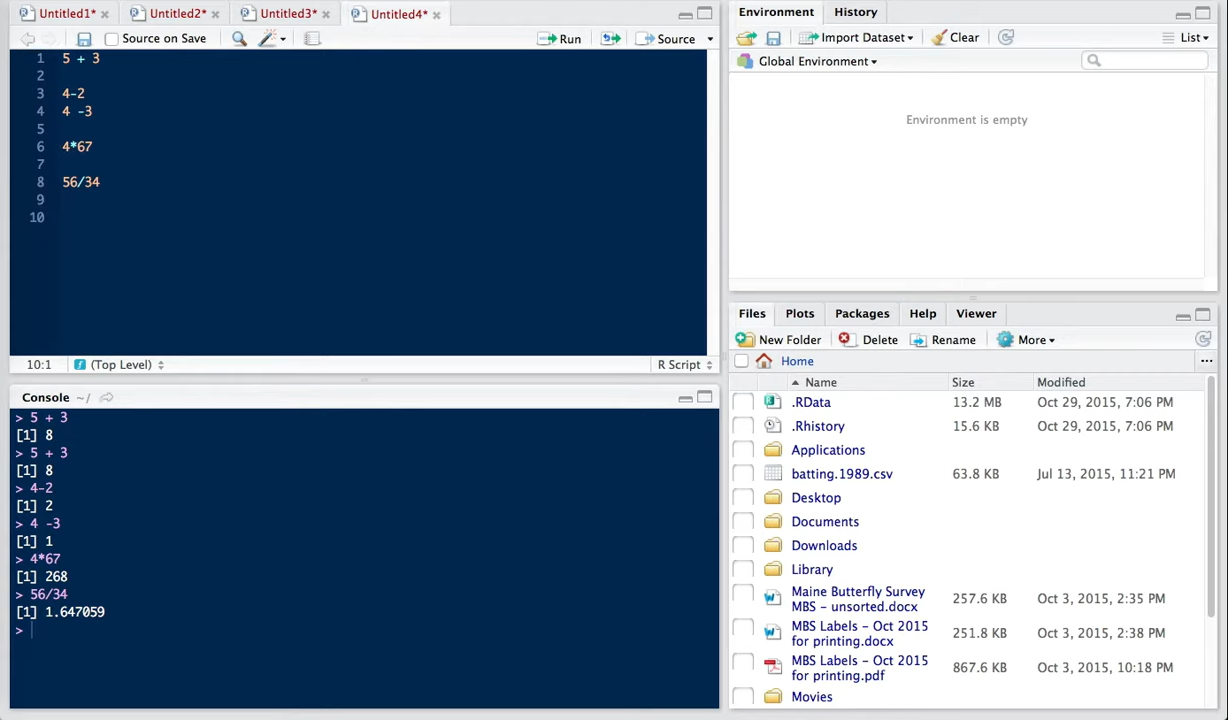 Untitled1* Untitled2* Untitled3* Untitled4*
Source on Save Run Source
1 5 + 3
2
3 4-2
4 4 -3
5
6 4*67
7
8 56/34
9
10
10:1 (Top Level) R Script
Console ~/
> 5 + 3
[1] 8
> 5 + 3
[1] 8
> 4-2
[1] 2
> 4 -3
[1] 1
> 4*67
[1] 268
> 56/34
[1] 1.647059
>
Environment History
Import Dataset Clear List
Global Environment
Environment is empty
Files Plots Packages Help Viewer
New Folder Delete Rename More
Home ...
Name Size Modified
.RData 13.2 MB Oct 29, 2015, 7:06 PM
.Rhistory 15.6 KB Oct 29, 2015, 7:06 PM
Applications
batting.1989.csv 63.8 KB Jul 13, 2015, 11:21 PM
Desktop
Documents
Downloads
Library
Maine Butterfly Survey
MBS - unsorted.docx 257.6 KB Oct 3, 2015, 2:35 PM
MBS Labels - Oct 2015
for printing.docx 251.8 KB Oct 3, 2015, 2:38 PM
MBS Labels - Oct 2015
for printing.pdf 867.6 KB Oct 3, 2015, 10:18 PM
Movies